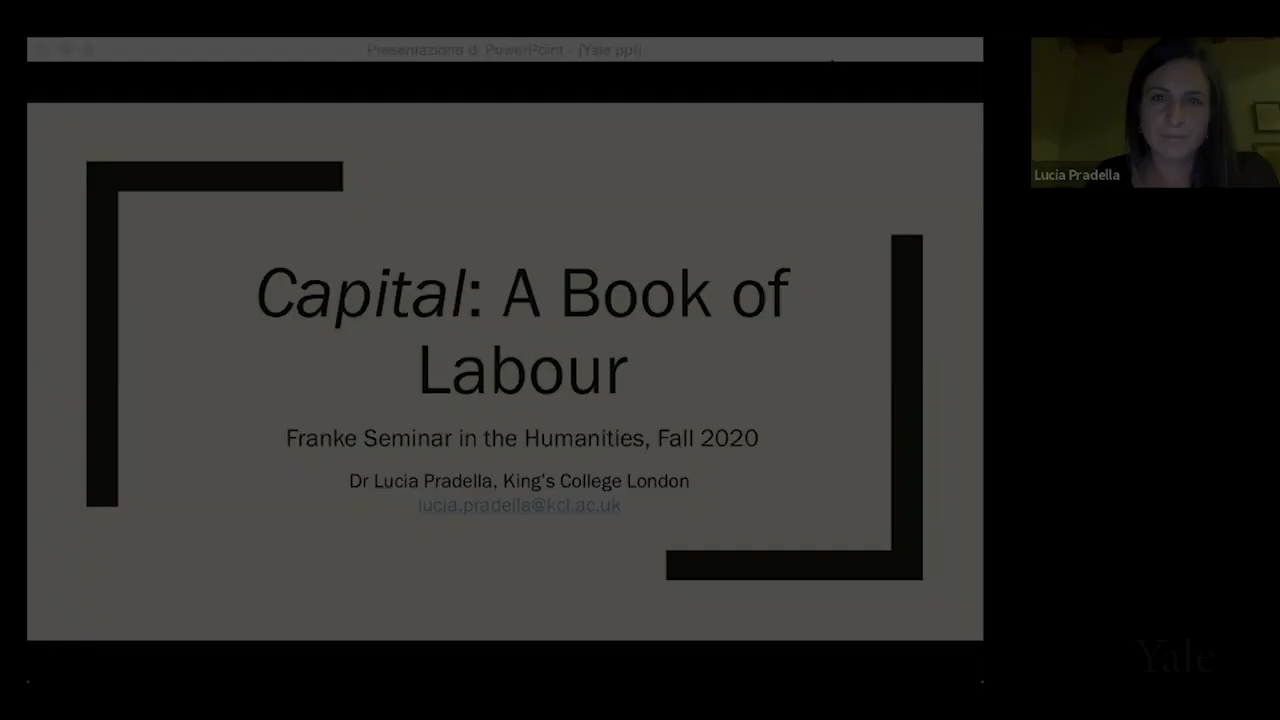 Presentazione di PowerPoint - [Yale ppt]
Lucia Pradella
Capital: A Book of
Labour
Franke Seminar in the Humanities, Fall 2020
Dr Lucia Pradella, King's College London
lucia.pradella@kcl.ac.uk
Yale